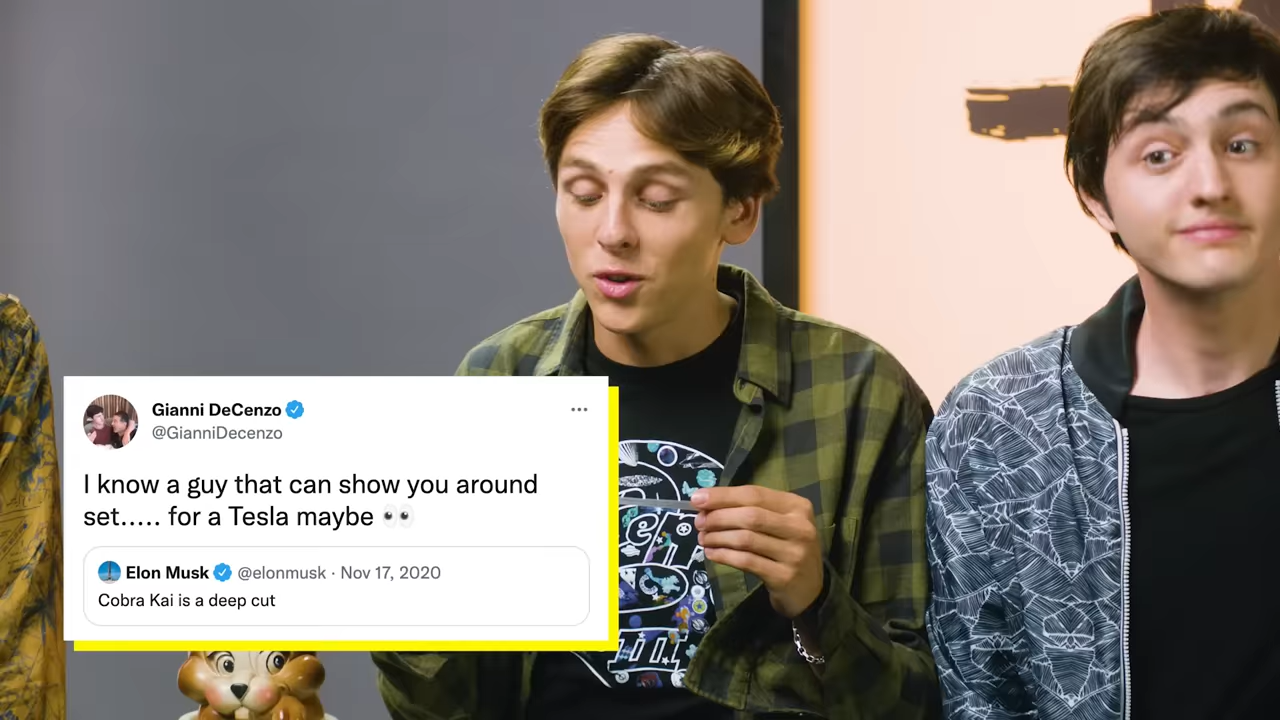 Gianni DeCenzo
@GianniDecenzo
I know a guy that can show you around
set..... for a Tesla maybe 👀
Elon Musk @elonmusk · Nov 17, 2020
Cobra Kai is a deep cut